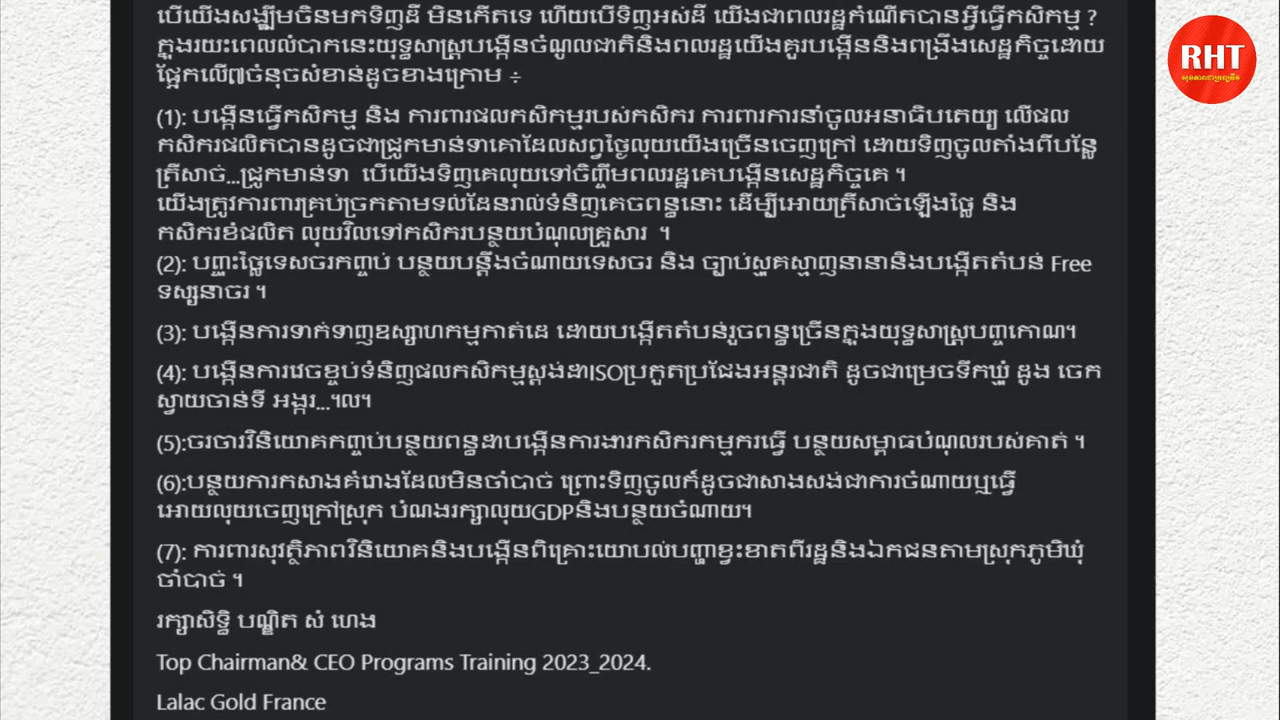 បើយើងសង្ឃឹមចិនមកទិញដី មិនកើតទេ ហើយបើទិញអស់ដី យើងជាពលរដ្ឋកំណើតបានអ្វីធ្វើកសិកម្ម ?
ក្នុងរយះពេលលំបាកនេះយុទ្ធសាស្ត្របង្កើនចំណូលជាតិនិងពលរដ្ឋយើងគួរបង្កើននិងពង្រឹងសេដ្ឋកិច្ចដោយ
ផ្អែកលើ៧ចំនុចសំខាន់ដូចខាងក្រោម ÷
(1): បង្កើនធ្វើកសិកម្ម និង ការពារផលកសិកម្មរបស់កសិករ ការពារការនាំចូលអនាធិបតេយ្យ លើផល
កសិករផលិតបានដូចជាជ្រូកមាន់ទាគោដែលសព្វថ្ងៃលុយយើងច្រើនចេញក្រៅ ដោយទិញចូលតាំងពីបន្លែ
ត្រីសាច់...ជ្រូកមាន់ទា បើយើងទិញគេលុយទៅចិញ្ចឹមពលរដ្ឋគេបង្កើនសេដ្ឋកិច្ចគេ ។
យើងត្រូវការពារគ្រប់ច្រកតាមទល់ដែនរាល់ទំនិញគេចពន្ធនោះ ដើម្បីអោយត្រីសាច់ឡើងថ្លៃ និង
កសិករខំផលិត លុយវិលទៅកសិករបន្ថយបំណុលគ្រួសារ ។
(2): បញ្ចុះថ្លៃទេសចរកញ្ចប់ បន្ថយបន្តឹងចំណាយទេសចរ និង ច្បាប់ស្មុគស្មាញនានានិងបង្កើតតំបន់ Free
ទស្សនាចរ ។
(3): បង្កើនការទាក់ទាញឧស្សាហកម្មកាត់ដេ ដោយបង្កើតតំបន់រួចពន្ធច្រើនក្នុងយុទ្ធសាស្ត្របញ្ចកោណ។
(4): បង្កើនការវេចខ្ចប់ទំនិញផលកសិកម្មស្តង់ដាISOប្រកួតប្រជែងអន្តរជាតិ ដូចជាម្រេចទឹកឃ្មុំ ដូង ចេក
ស្វាយចាន់ទី អង្ករ...។ល។
(5):ចរចារវិនិយោគកញ្ចប់បន្ថយពន្ធដាបង្កើនការងារកសិករកម្មករធ្វើ បន្ថយសម្ពាធបំណុលរបស់គាត់ ។
(6):បន្ថយការកសាងគំរោងដែលមិនចាំបាច់ ព្រោះទិញចូលក៍ដូចជាសាងសង់ជាការចំណាយឬធ្វើ
អោយលុយចេញក្រៅស្រុក បំណងរក្សាលុយGDPនិងបន្ថយចំណាយ។
(7): ការពារសុវត្ថិភាពវិនិយោគនិងបង្កើនពិគ្រោះយោបល់បញ្ហាខ្វះខាតពីរដ្ឋនិងឯកជនតាមស្រុកភូមិឃុំ
ចាំបាច់ ។
រក្សាសិទ្ធិ បណ្ឌិត សំ ហេង
Top Chairman& CEO Programs Training 2023_2024.
Lalac Gold France
RHT